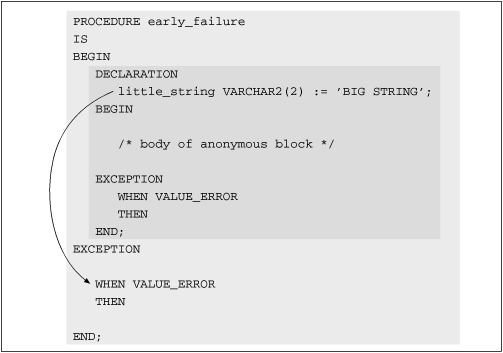 PROCEDURE early_failure
IS
BEGIN
DECLARATION
little_string VARCHAR2(2) := 'BIG STRING';
BEGIN
/* body of anonymous block */
EXCEPTION
WHEN VALUE_ERROR
THEN
END;
EXCEPTION
WHEN VALUE_ERROR
THEN
END;